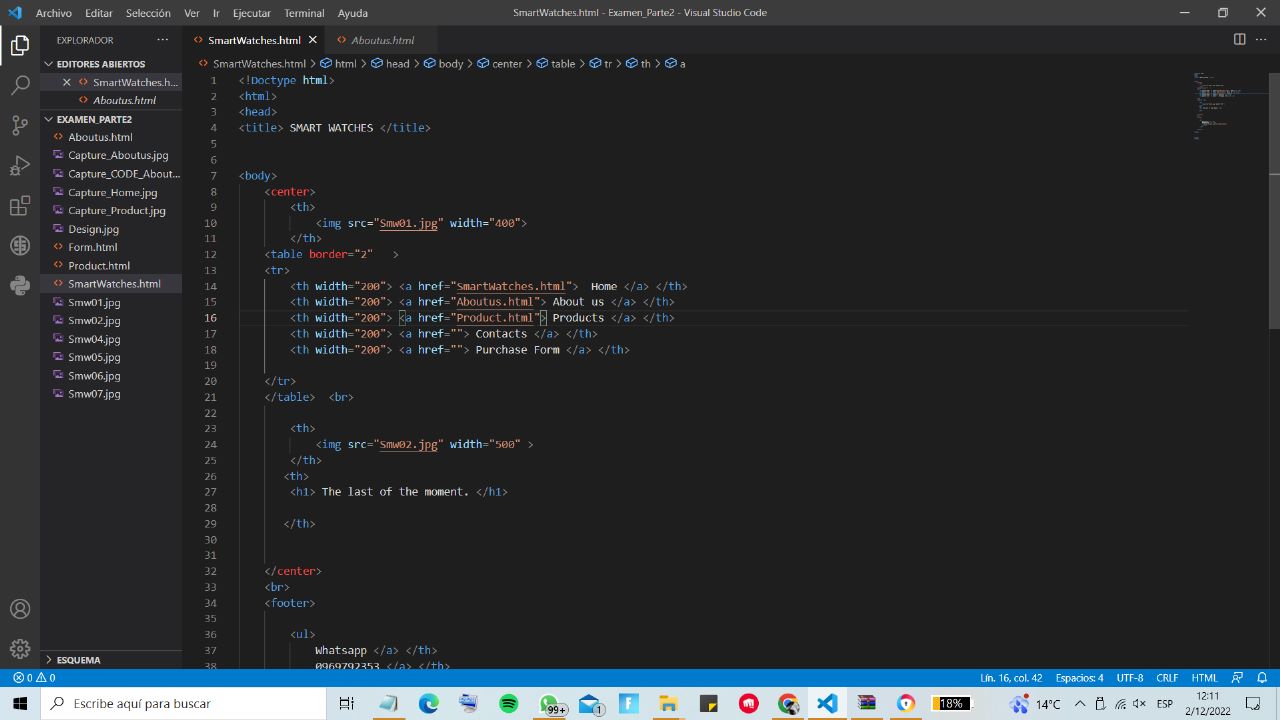 Archivo Editar Selección Ver Ir Ejecutar Terminal Ayuda
SmartWatches.html - Examen_Parte2 - Visual Studio Code
EXPLORADOR
SmartWatches.html
Aboutus.html
EDITORES ABIERTOS
SmartWatches.h...
Aboutus.html
EXAMEN_PARTE2
Aboutus.html
Capture_Aboutus.jpg
Capture_CODE_About...
Capture_Home.jpg
Capture_Product.jpg
Design.jpg
Form.html
Product.html
SmartWatches.html
Smw01.jpg
Smw02.jpg
Smw04.jpg
Smw05.jpg
Smw06.jpg
Smw07.jpg
ESQUEMA
SmartWatches.html > html > head > body > center > table > tr > th > a
1 <!Doctype html>
2 <html>
3 <head>
4 <title> SMART WATCHES </title>
5
6
7 <body>
8 <center>
9 <th>
10 <img src="Smw01.jpg" width="400">
11 </th>
12 <table border="2" >
13 <tr>
14 <th width="200"> <a href="SmartWatches.html"> Home </a> </th>
15 <th width="200"> <a href="Aboutus.html"> About us </a> </th>
16 <th width="200"> <a href="Product.html"> Products </a> </th>
17 <th width="200"> <a href=""> Contacts </a> </th>
18 <th width="200"> <a href=""> Purchase Form </a> </th>
19
20 </tr>
21 </table> <br>
22
23 <th>
24 <img src="Smw02.jpg" width="500" >
25 </th>
26 <th>
27 <h1> The last of the moment. </h1>
28
29 </th>
30
31
32 </center>
33 <br>
34 <footer>
35
36 <ul>
37 Whatsapp </a> </th>
38 0969792353 </a> </th>
0 0
Lín. 16, col. 42 Espacios: 4 UTF-8 CRLF HTML
Escribe aquí para buscar
99+
1
18%
14°C
ESP
12:11
2/12/2022